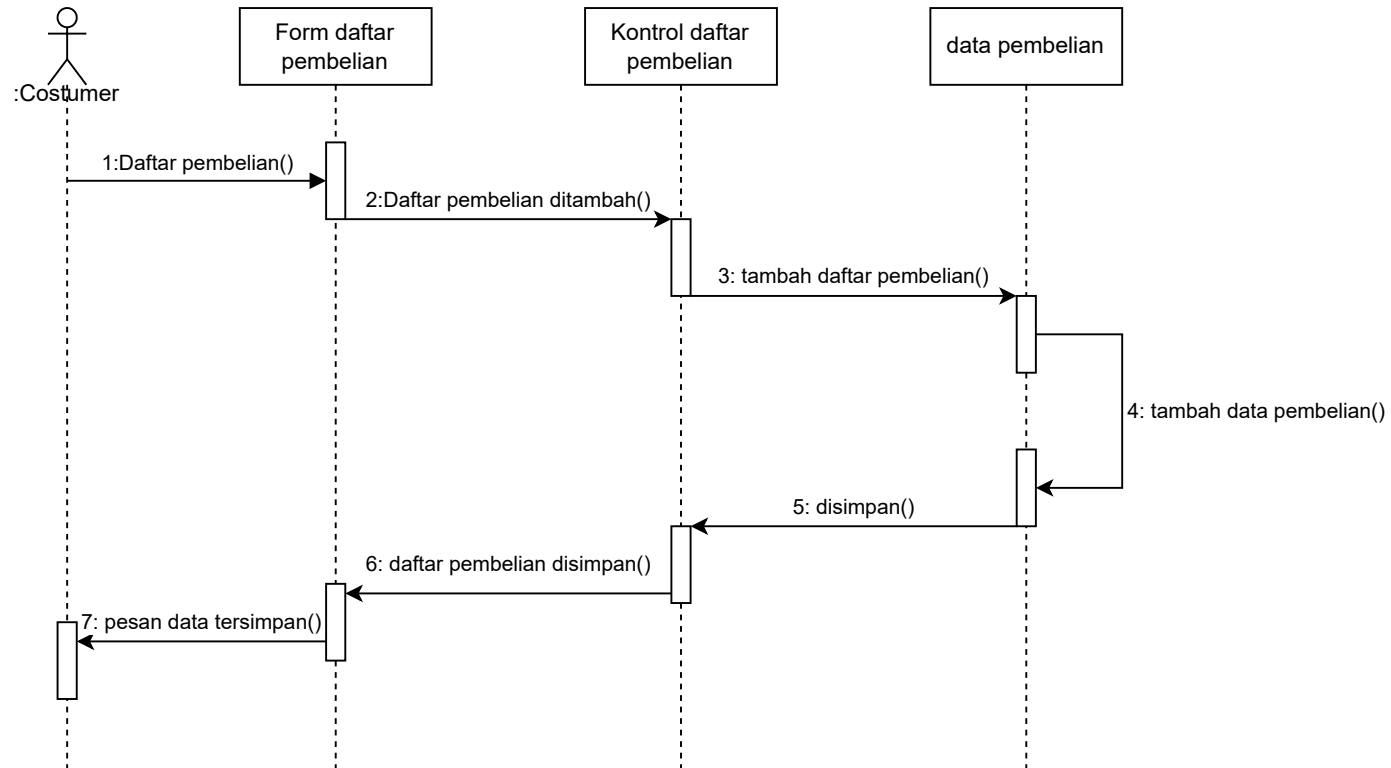 Form daftar
pembelian
Kontrol daftar
pembelian
data pembelian
:Costumer
1:Daftar pembelian()
2:Daftar pembelian ditambah()
3: tambah daftar pembelian()
4: tambah data pembelian()
5: disimpan()
6: daftar pembelian disimpan()
7: pesan data tersimpan()